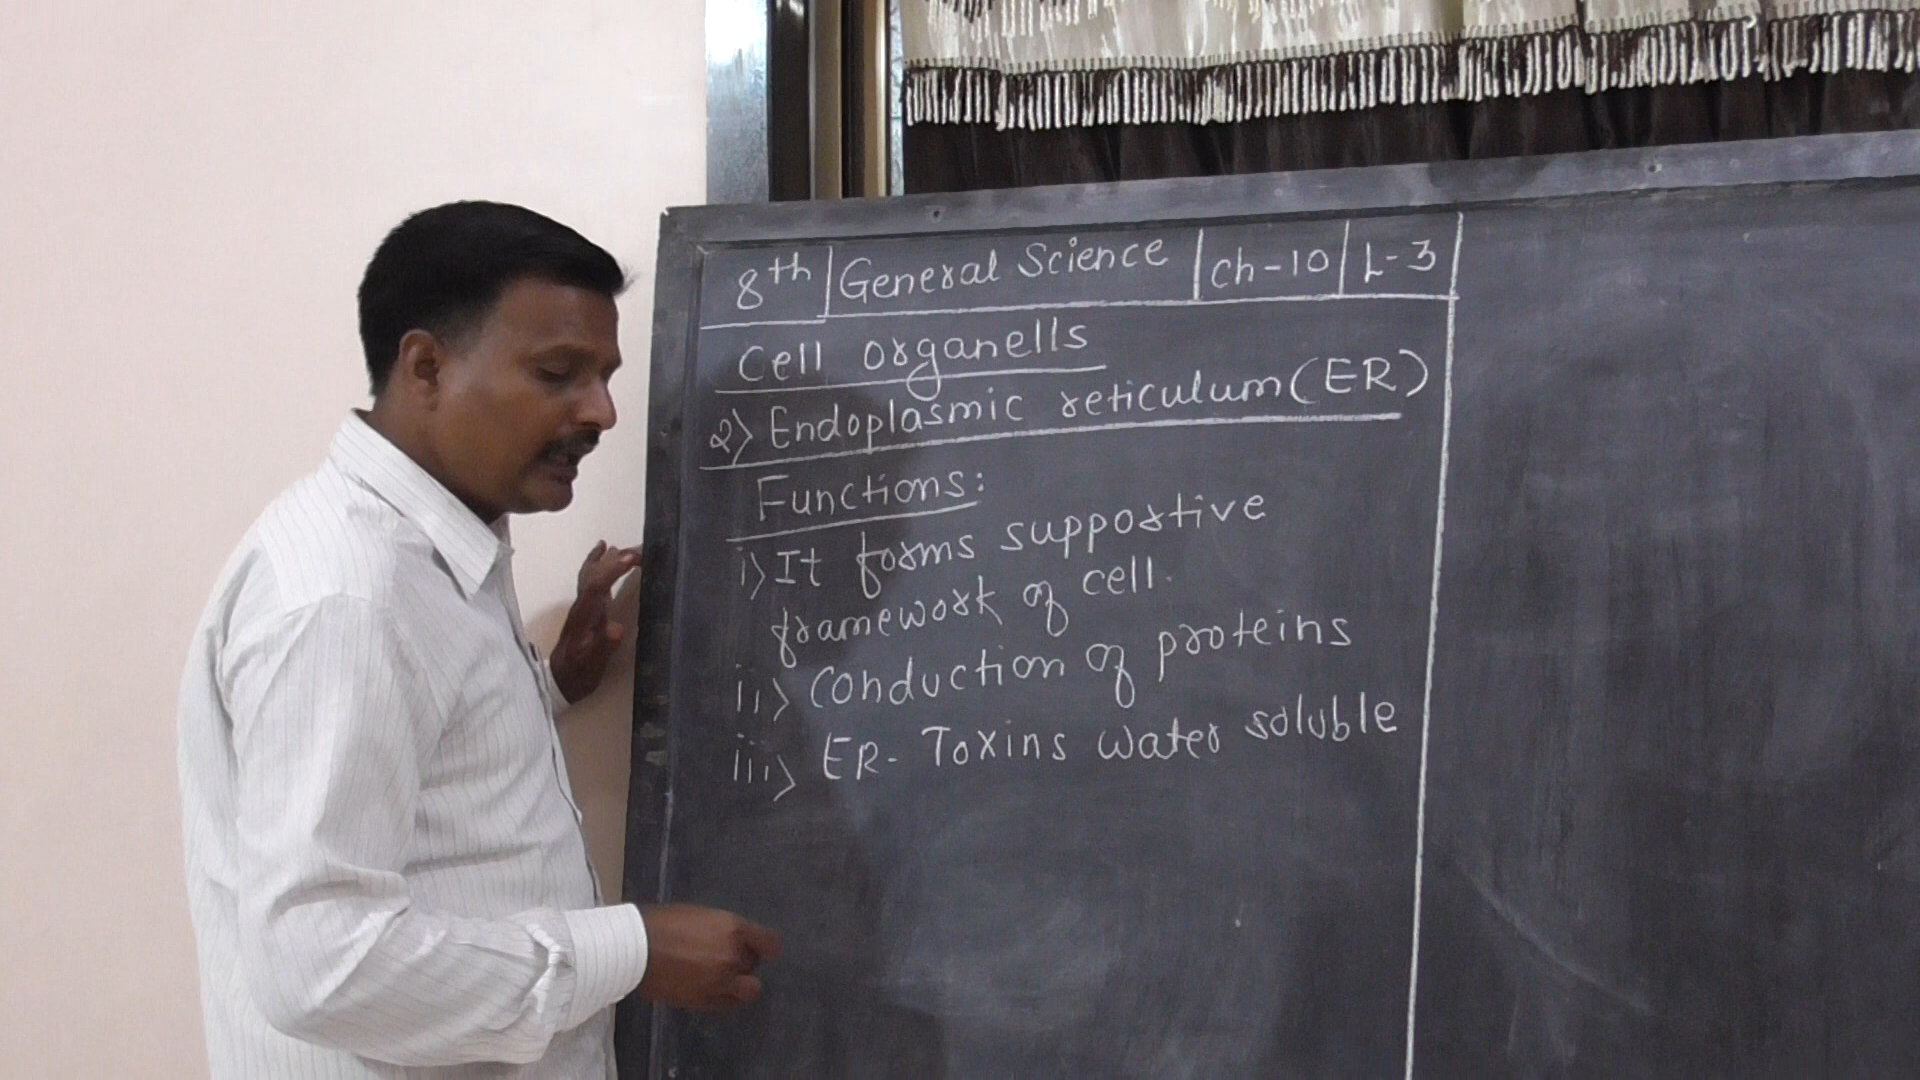 8th | General Science | Ch-10 | L-3
Cell organells
2) Endoplasmic reticulum (ER)
Functions:
i) It forms supportive
framework of cell.
ii) Conduction of proteins
iii) ER- Toxins water soluble